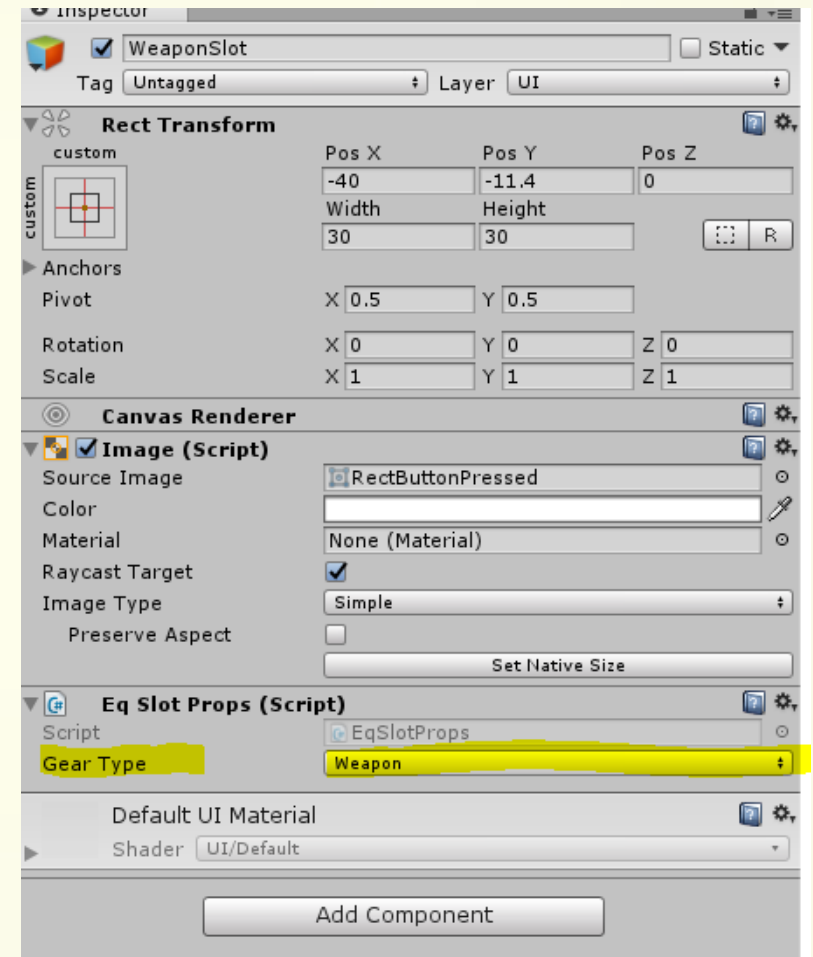 Inspector
WeaponSlot Static
Tag Untagged Layer UI
Rect Transform
custom Pos X Pos Y Pos Z
custom -40 -11.4 0
Width Height
30 30 R
Anchors
Pivot X 0.5 Y 0.5
Rotation X 0 Y 0 Z 0
Scale X 1 Y 1 Z 1
Canvas Renderer
Image (Script)
Source Image RectButtonPressed
Color
Material None (Material)
Raycast Target
Image Type Simple
Preserve Aspect
Set Native Size
C# Eq Slot Props (Script)
Script EqSlotProps
Gear Type Weapon
Default UI Material
Shader UI/Default
Add Component